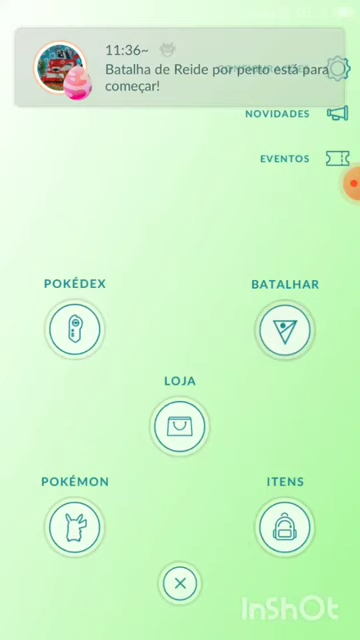 11:36~
Batalha de Reide por perto está para
começar!
NOVIDADES
EVENTOS
POKÉDEX
BATALHAR
LOJA
POKÉMON
ITENS
InShOt